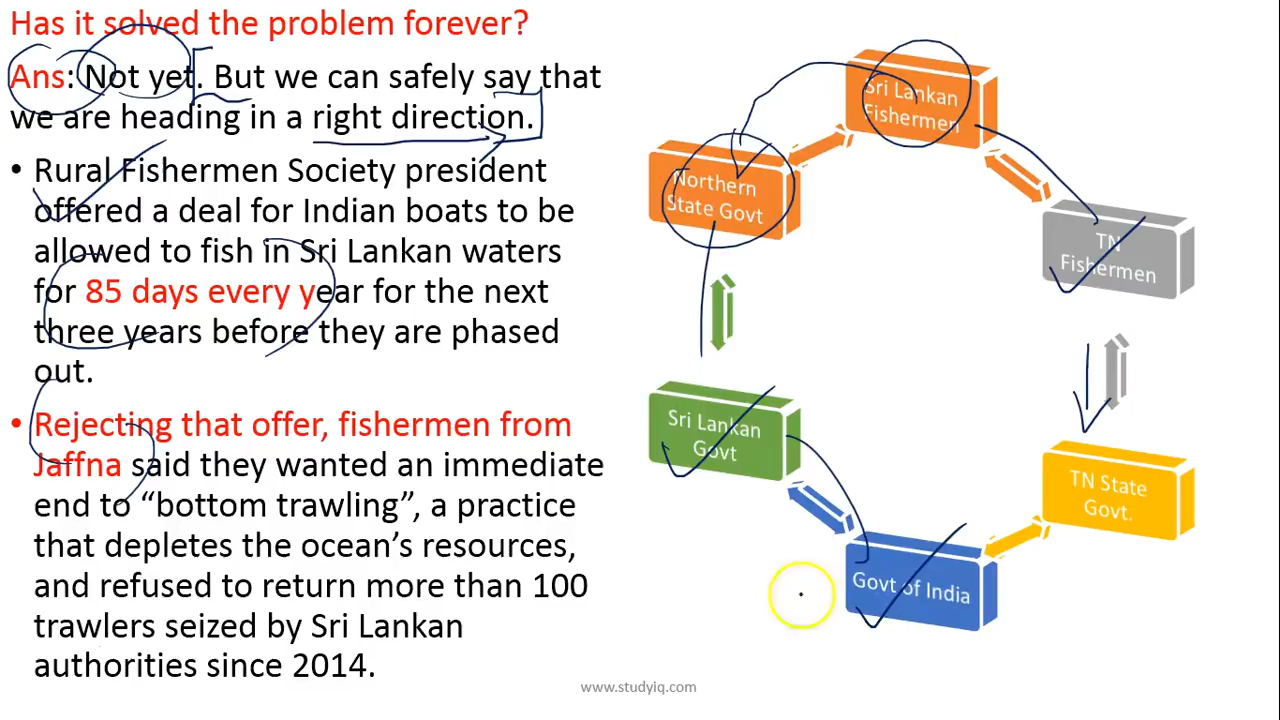 Has it solved the problem forever?
Ans: Not yet. But we can safely say that
we are heading in a right direction.
• Rural Fishermen Society president
offered a deal for Indian boats to be
allowed to fish in Sri Lankan waters
for 85 days every year for the next
three years before they are phased
out.
• Rejecting that offer, fishermen from
Jaffna said they wanted an immediate
end to “bottom trawling”, a practice
that depletes the ocean’s resources,
and refused to return more than 100
trawlers seized by Sri Lankan
authorities since 2014.
Sri Lankan
Fishermen
Northern
State Govt
TN
Fishermen
Sri Lankan
Govt
TN State
Govt.
Govt of India
www.studyiq.com